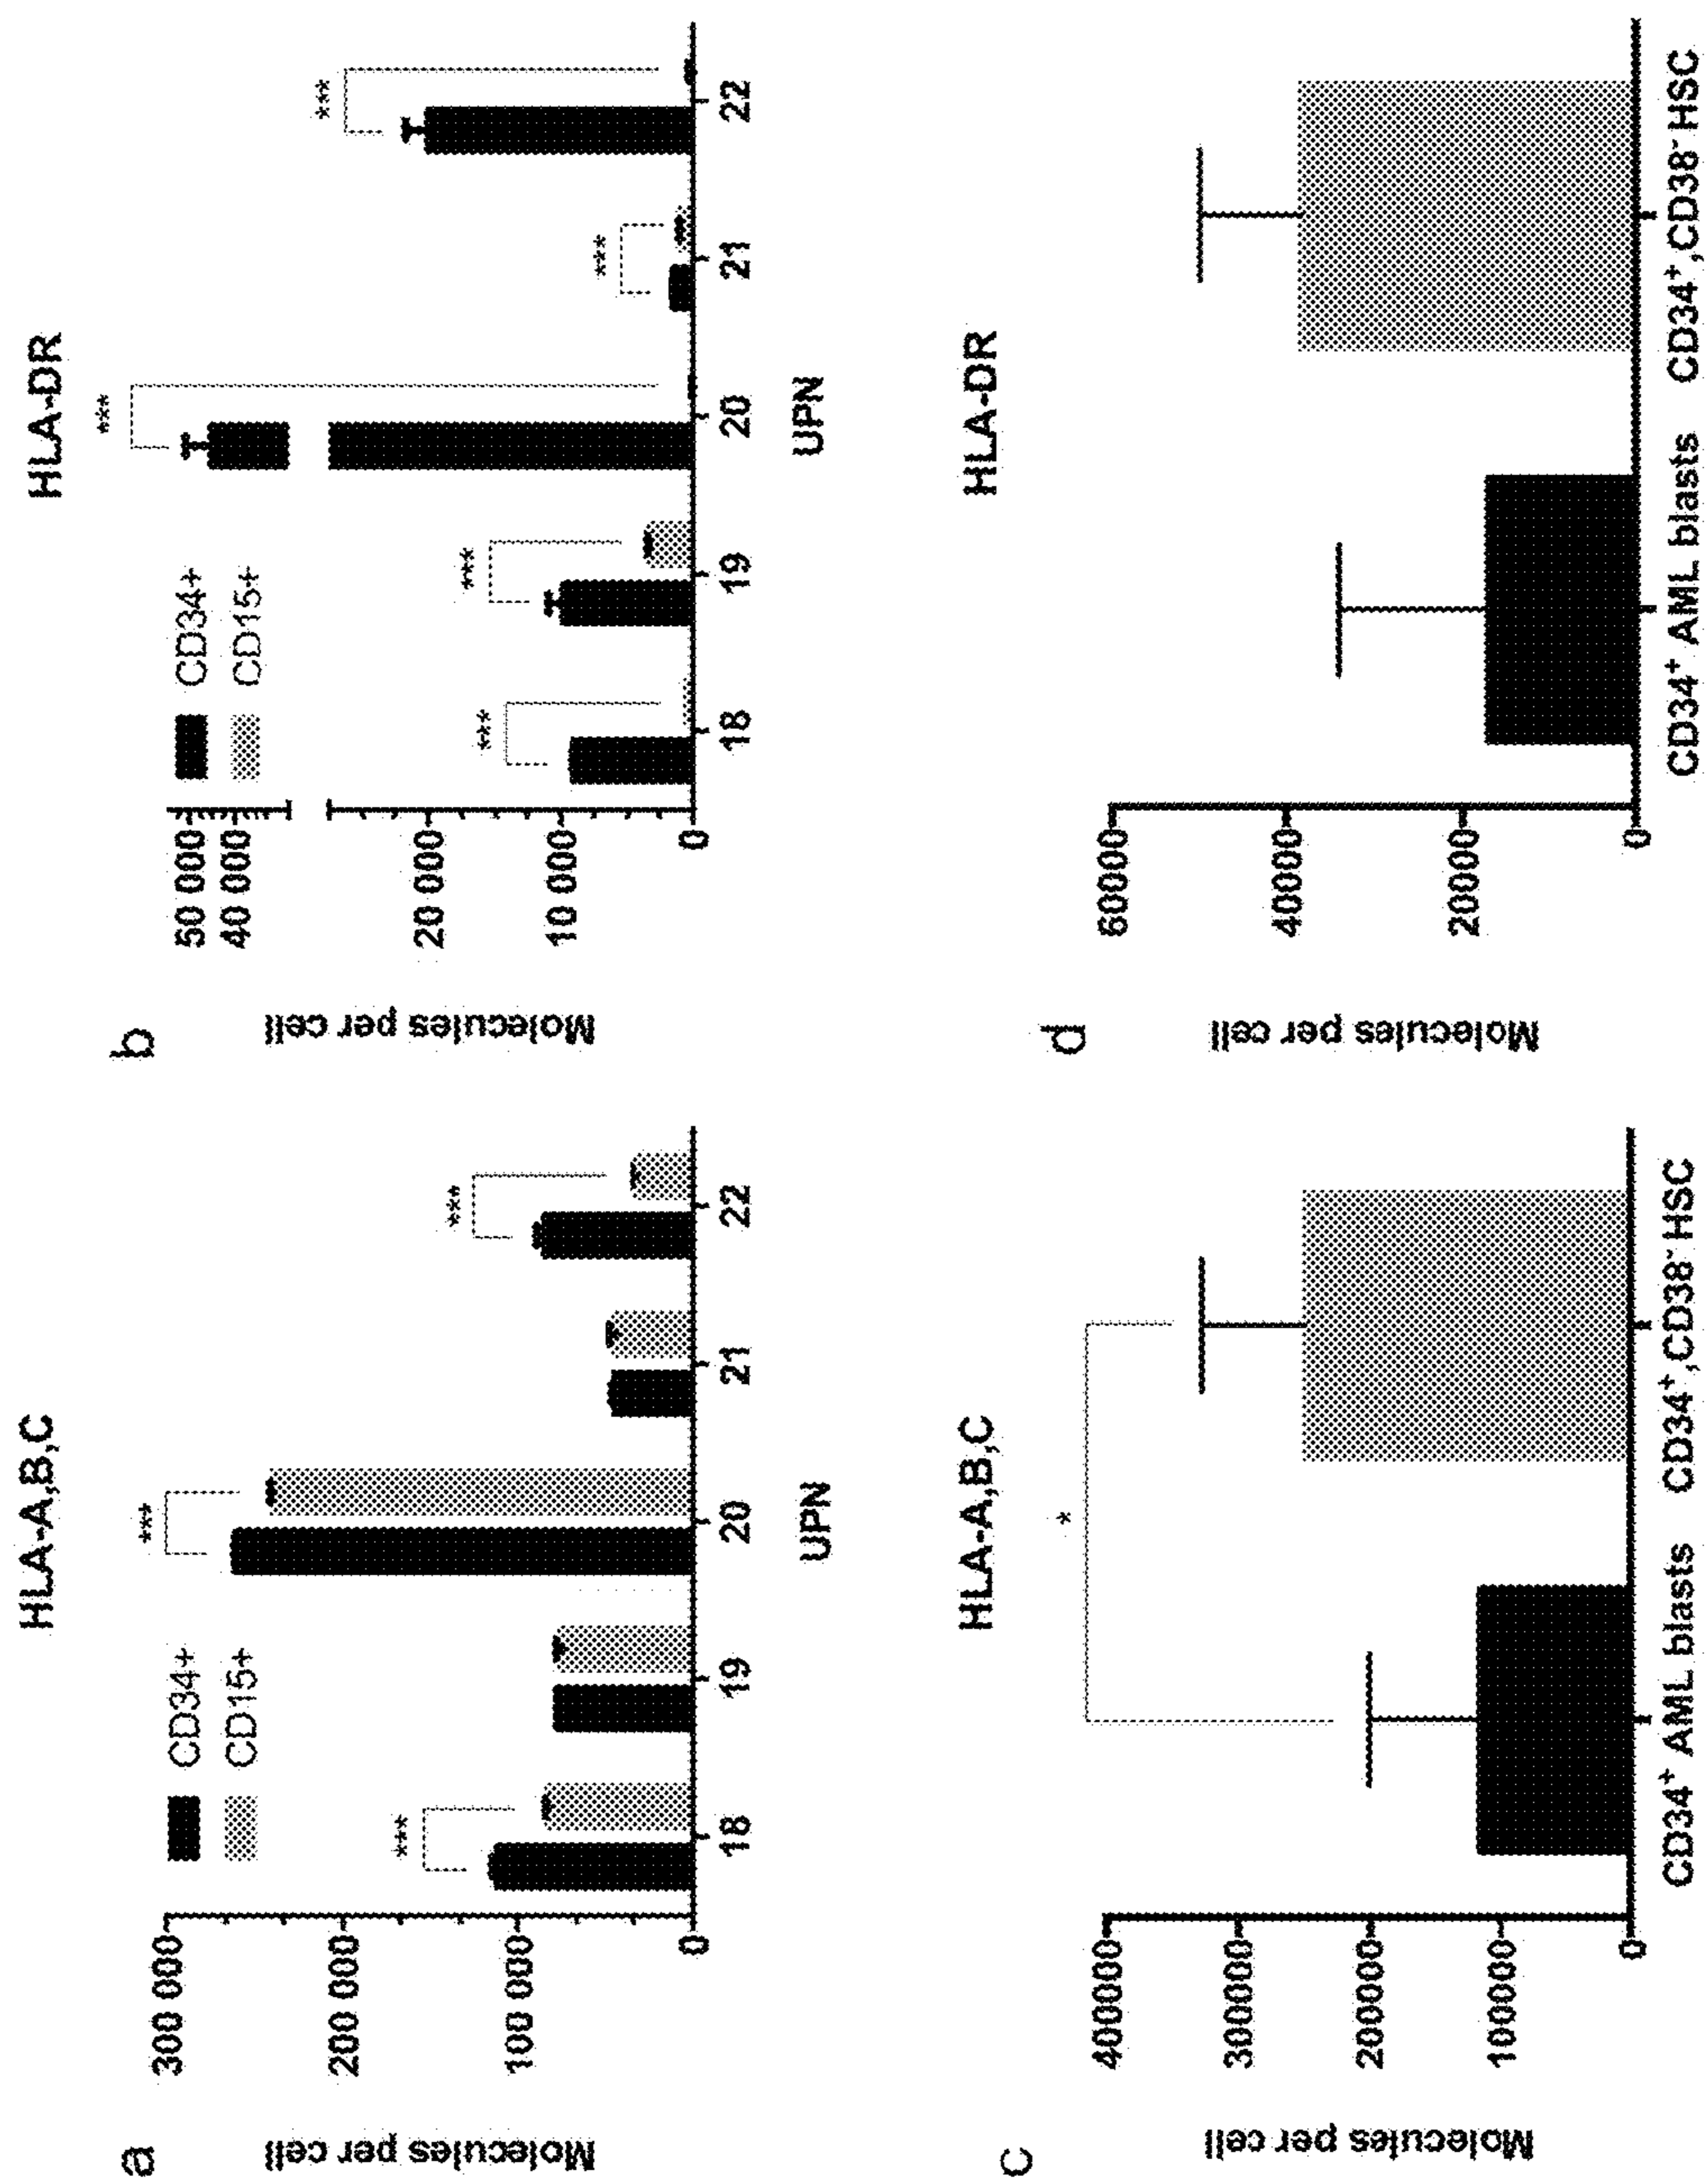 a
HLA-A,B,C
Molecules per cell
300 000
200 000
100 000
0
CD34+
CD15+
***
***
***
18
19
20
21
22
UPN
b
HLA-DR
Molecules per cell
50 000
40 000
20 000
10 000
0
CD34+
CD15+
***
***
***
***
***
18
19
20
21
22
UPN
c
HLA-A,B,C
Molecules per cell
400000
300000
200000
100000
0
*
CD34⁺ AML blasts
CD34⁺,CD38⁻ HSC
d
HLA-DR
Molecules per cell
60000
40000
20000
0
CD34⁺ AML blasts
CD34⁺,CD38⁻ HSC